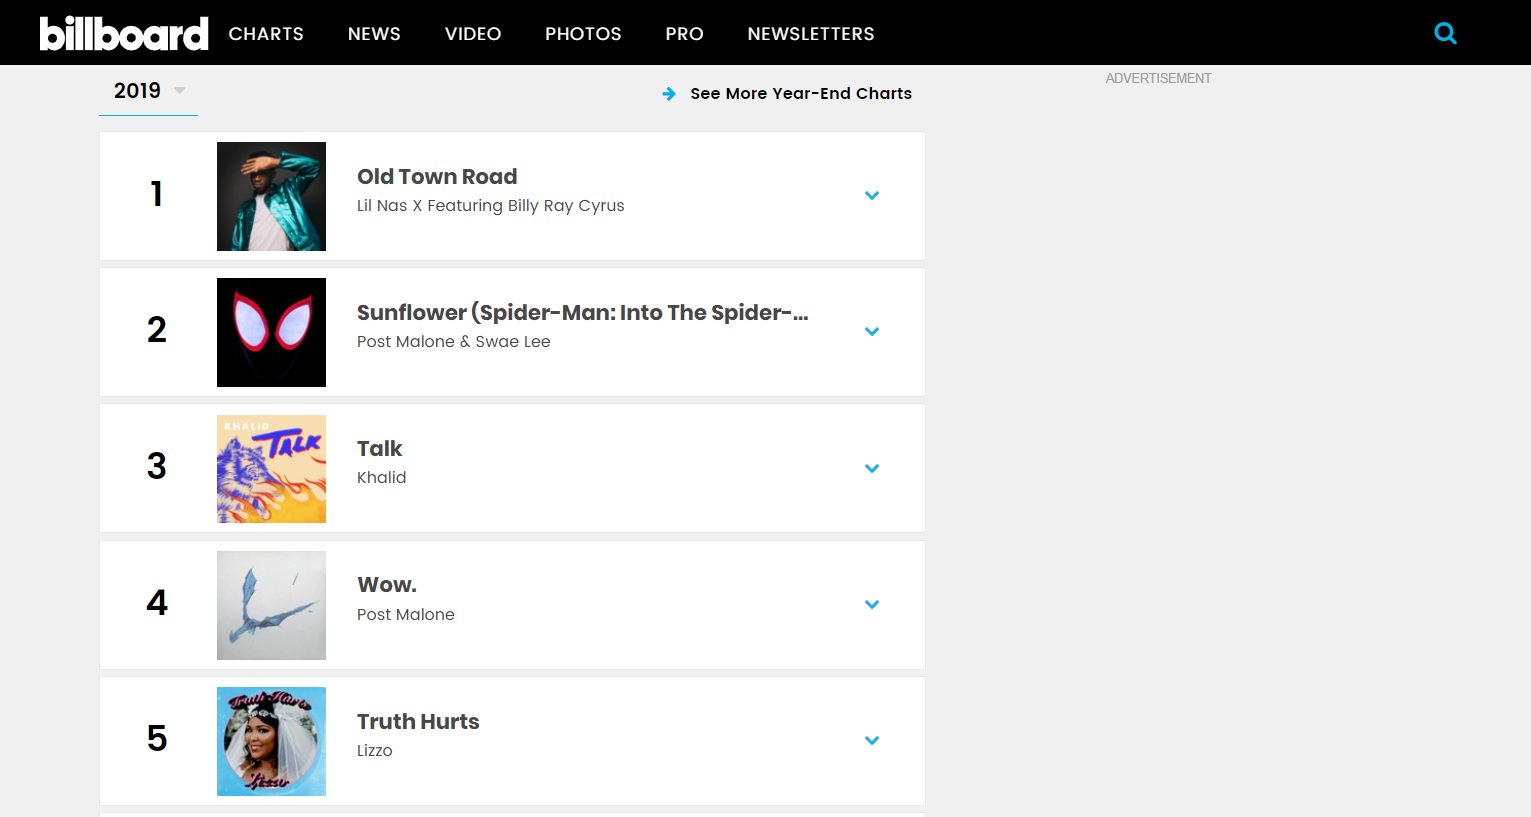 billboard CHARTS NEWS VIDEO PHOTOS PRO NEWSLETTERS
2019
See More Year-End Charts
ADVERTISEMENT
1
Old Town Road
Lil Nas X Featuring Billy Ray Cyrus
2
Sunflower (Spider-Man: Into The Spider-...
Post Malone & Swae Lee
3
KHALID
TALK
Talk
Khalid
4
Wow.
Post Malone
5
Truth Hurts
Lizzo
Truth Hurts
Lizzo